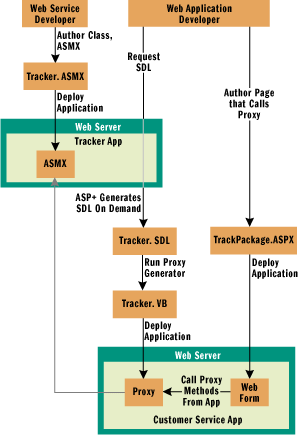 Web Service
Developer
Web Application
Developer
Author Class,
ASMX
Request
SDL
Tracker. ASMX
Deploy
Application
Author Page
that Calls
Proxy
Web Server
Tracker App
ASMX
ASP+ Generates
SDL On Demand
Tracker. SDL
TrackPackage.ASPX
Run Proxy
Generator
Deploy
Application
Tracker. VB
Deploy
Application
Web Server
Proxy
Call Proxy
Methods
From App
Web
Form
Customer Service App